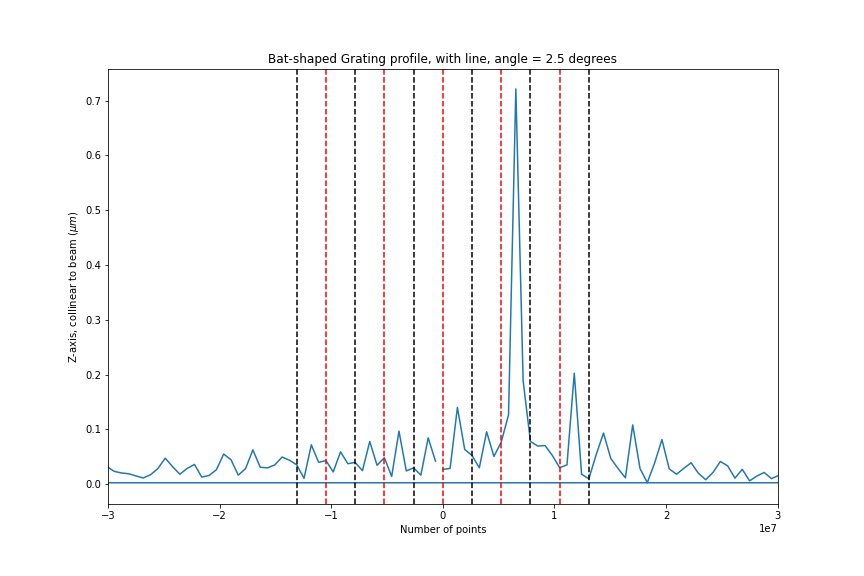 Bat-shaped Grating profile, with line, angle = 2.5 degrees
Z-axis, collinear to beam (μm)
0.7
0.6
0.5
0.4
0.3
0.2
0.1
0.0
−3 −2 −1 0 1 2 3
1e7
Number of points